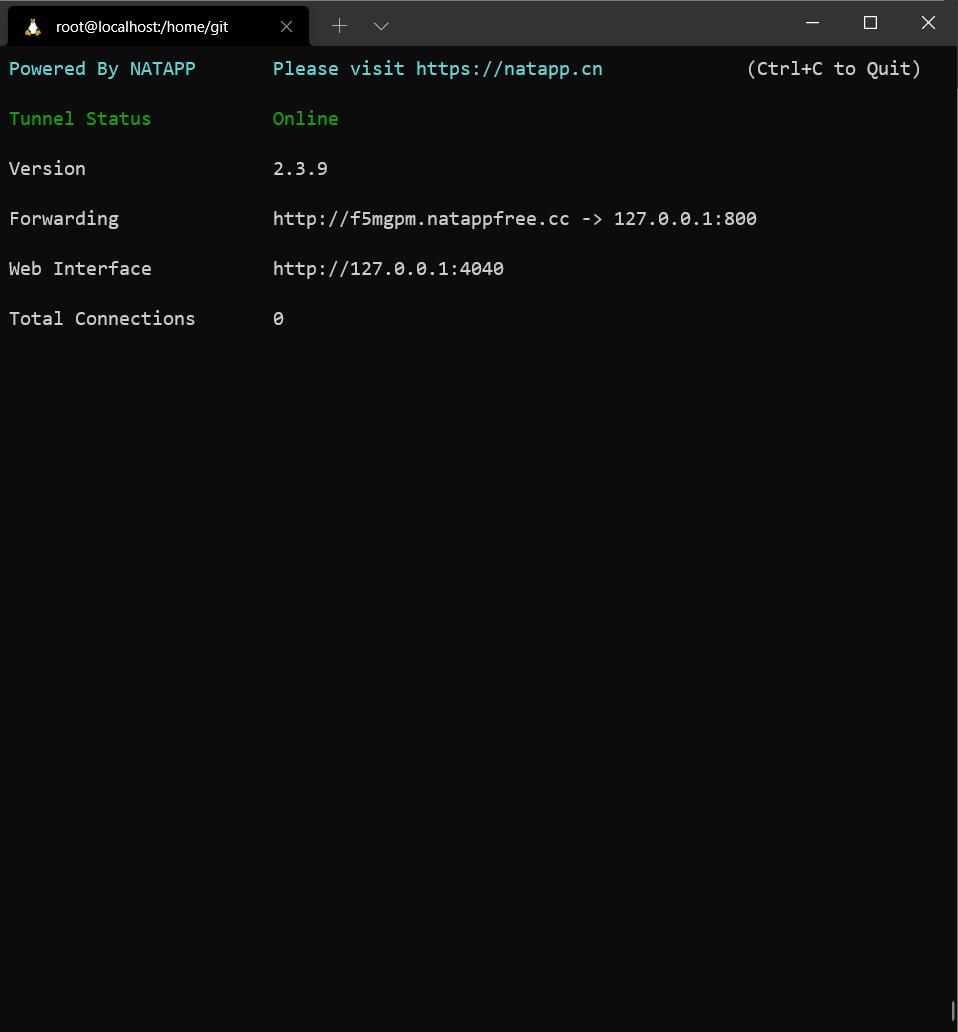 root@localhost:/home/git
Powered By NATAPP Please visit https://natapp.cn (Ctrl+C to Quit)
Tunnel Status Online
Version 2.3.9
Forwarding http://f5mgpm.natappfree.cc -> 127.0.0.1:800
Web Interface http://127.0.0.1:4040
Total Connections 0